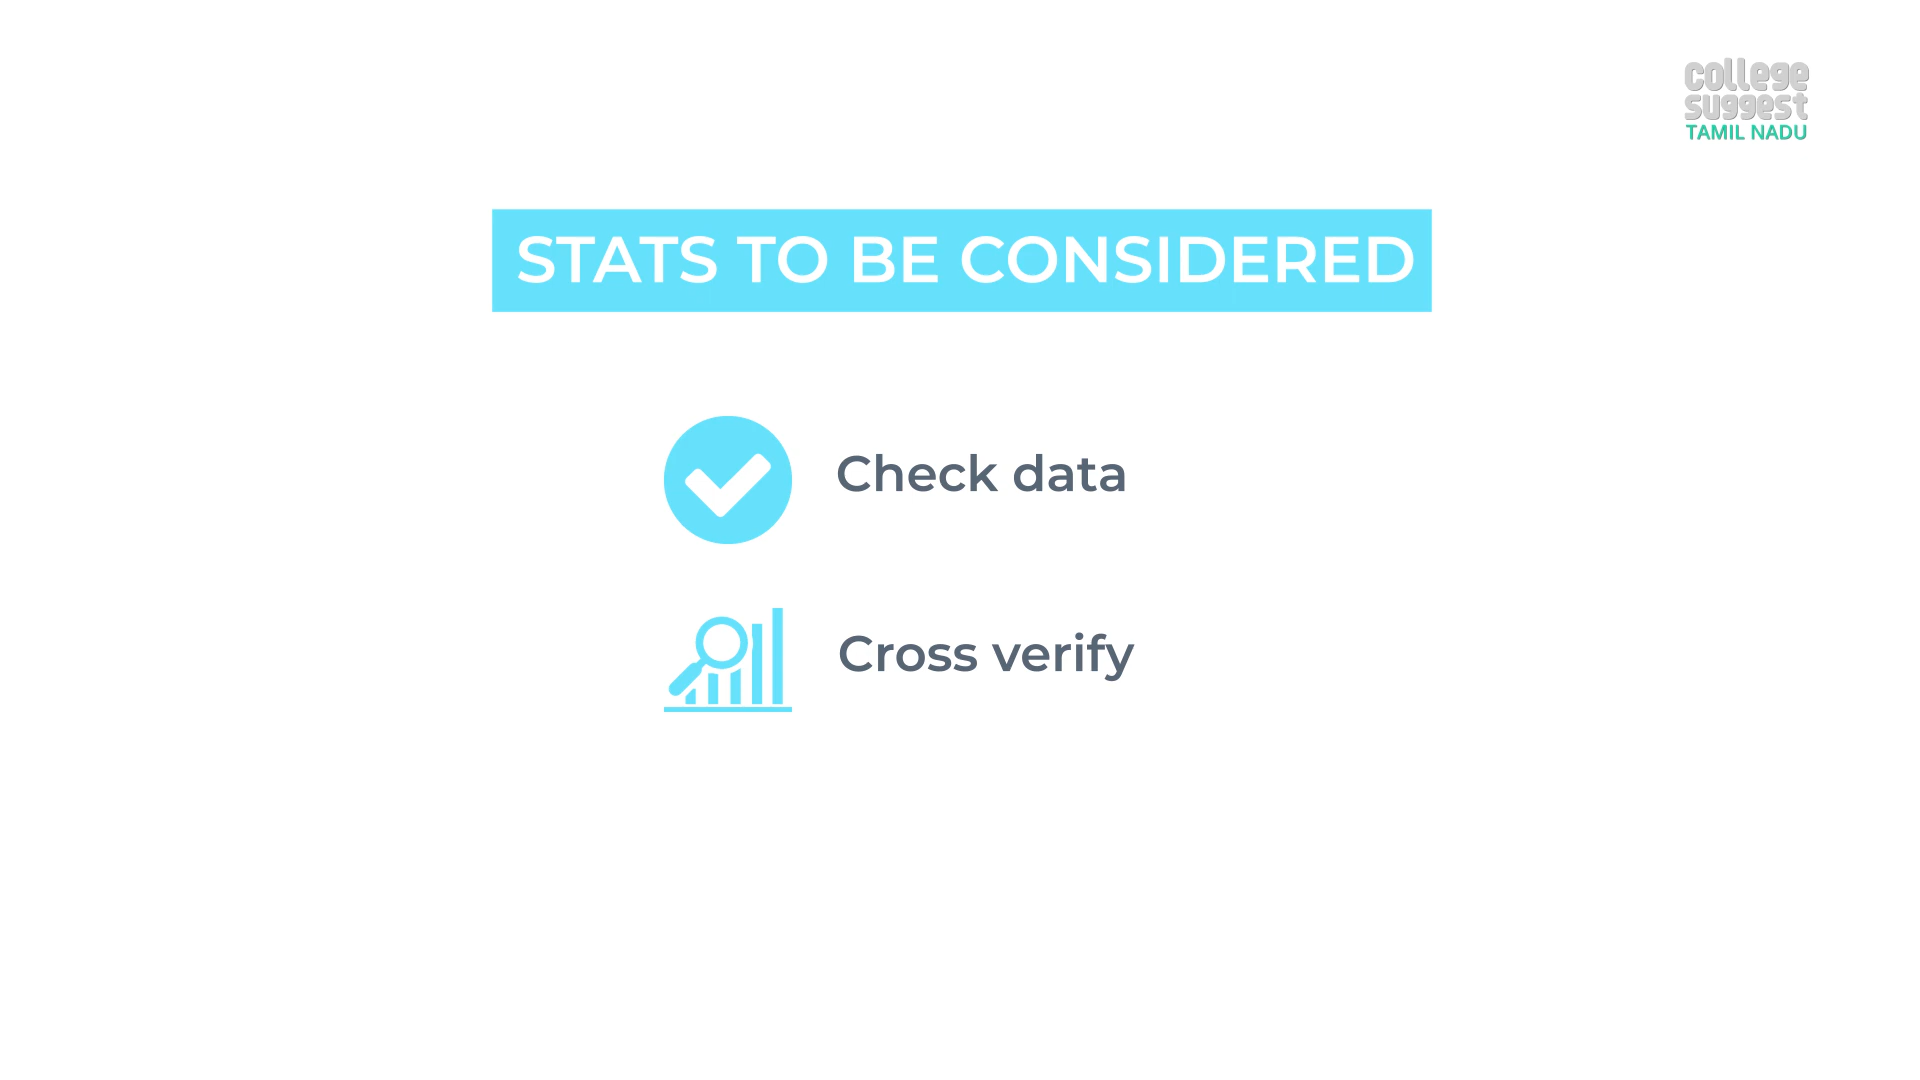 college
suggest
TAMIL NADU
STATS TO BE CONSIDERED
Check data
Cross verify